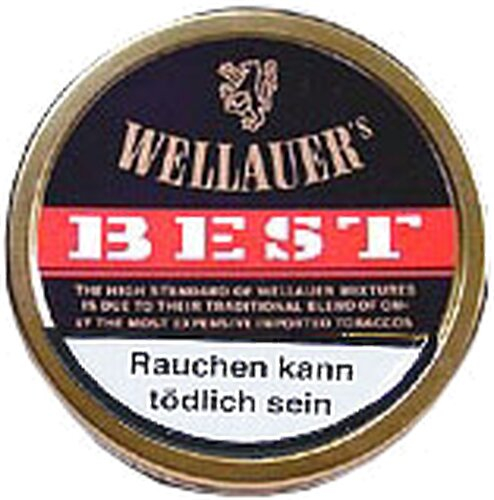 WELLAUER'S
BEST
THE HIGH STANDARD OF WELLAUER MIXTURES
IS DUE TO THEIR TRADITIONAL BLEND OF ON-
LY THE MOST EXPENSIVE IMPORTED TOBACCOS
Rauchen kann
tödlich sein